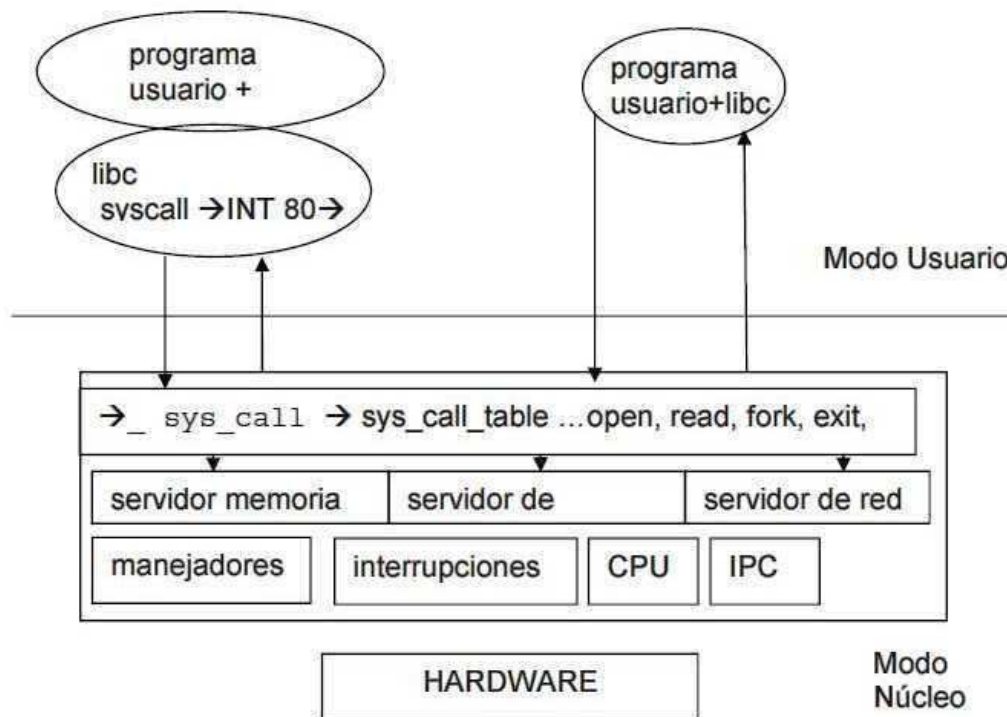 programa
usuario +
programa
usuario+libc
libc
syscall →INT 80→
Modo Usuario
→_ sys_call → sys_call_table ...open, read, fork, exit,
servidor memoria
servidor de
servidor de red
manejadores
interrupciones
CPU
IPC
HARDWARE
Modo
Núcleo